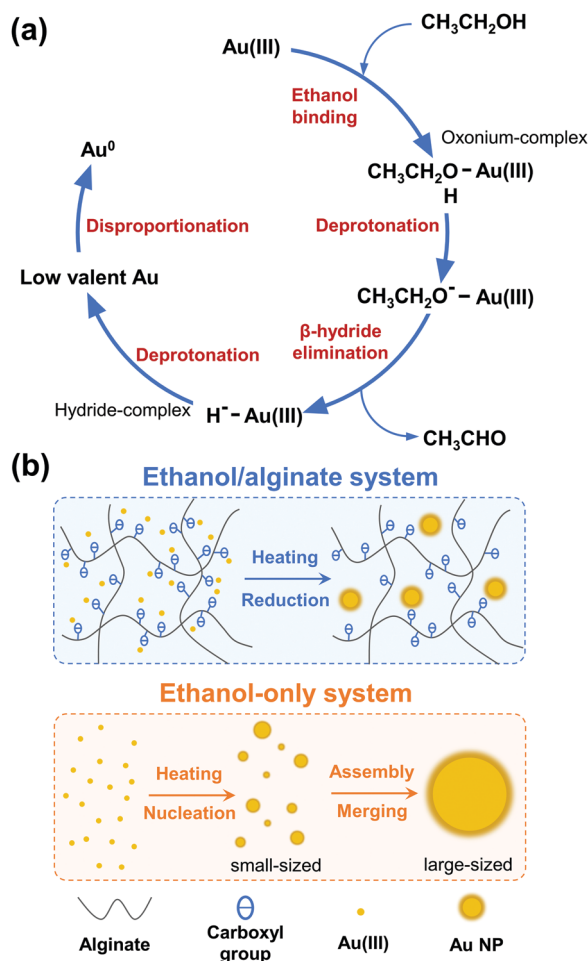 (a)
Au(III)
CH3CH2OH
Ethanol
binding
Oxonium-complex
CH3CH2O – Au(III)
H
Deprotonation
CH3CH2O⁻ – Au(III)
β-hydride
elimination
CH3CHO
H⁻ – Au(III)
Hydride-complex
Deprotonation
Low valent Au
Disproportionation
Au⁰
(b)
Ethanol/alginate system
Heating
Reduction
Ethanol-only system
Heating
Nucleation
small-sized
Assembly
Merging
large-sized
Alginate
Carboxyl
group
Au(III)
Au NP